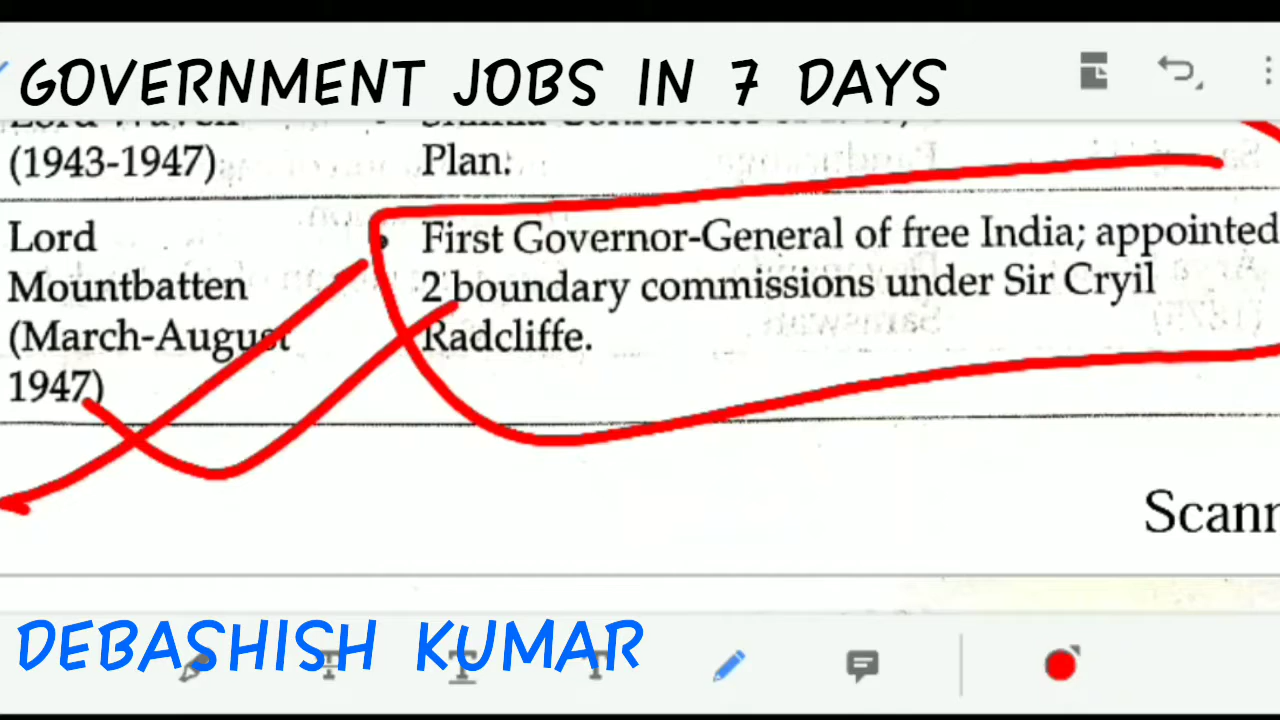 GOVERNMENT JOBS IN 7 DAYS
(1943-1947)
Plan.
Lord
Mountbatten
(March-August
1947)
First Governor-General of free India; appointed
2 boundary commissions under Sir Cryil
Radcliffe.
DEBASHISH KUMAR